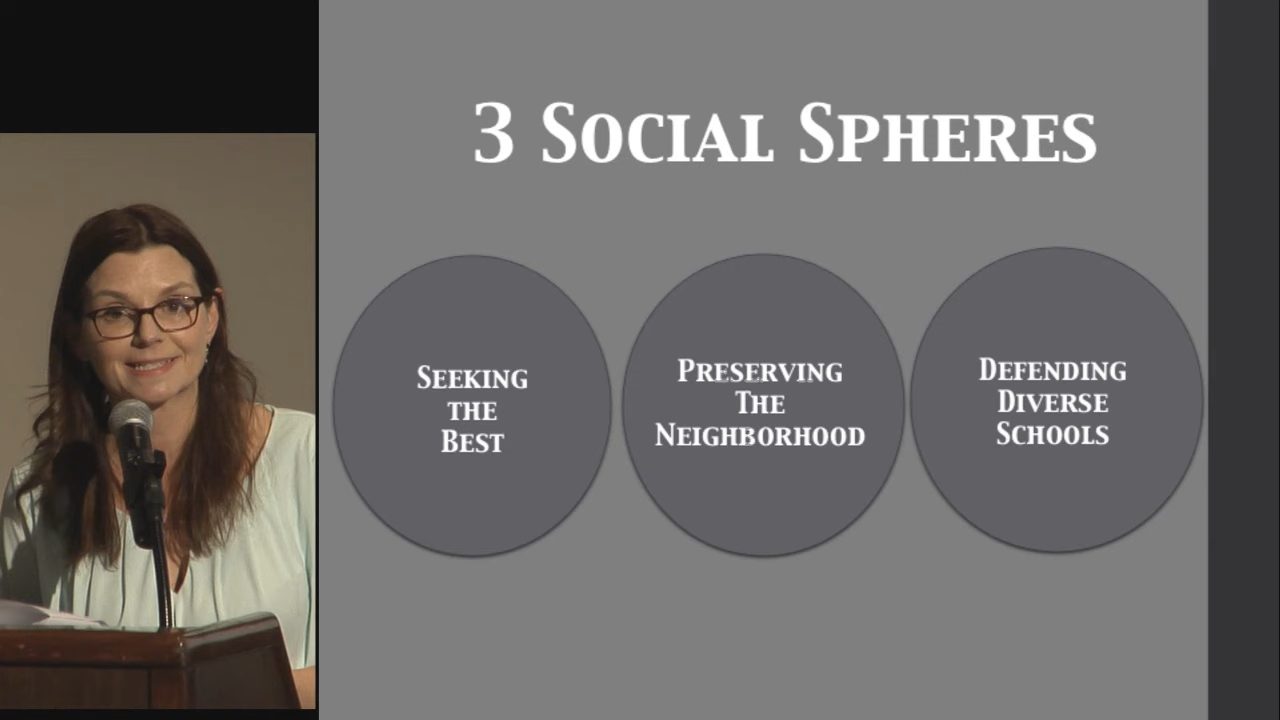 3 Social Spheres
Seeking
the
Best
Preserving
The
Neighborhood
Defending
Diverse
Schools